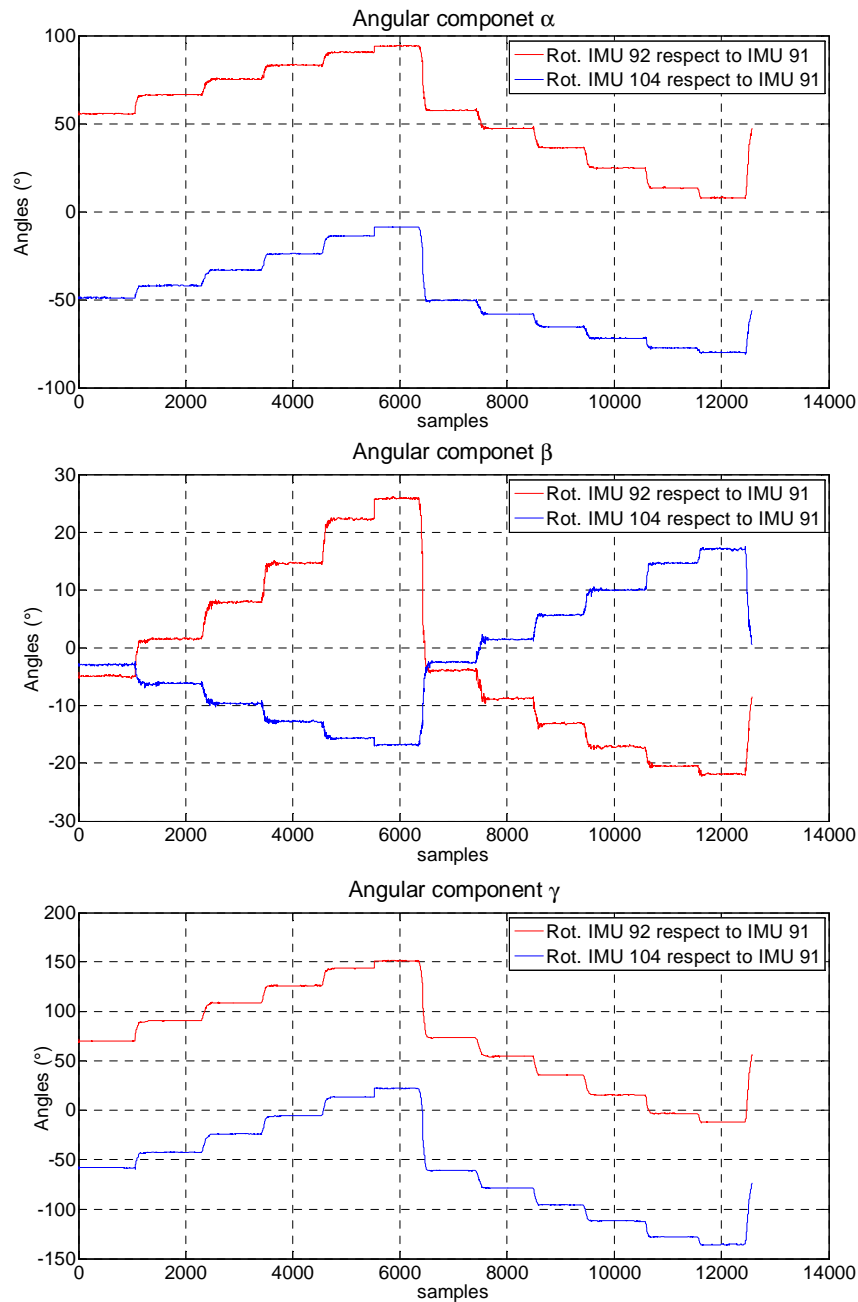 Angular componet α
100
50
0
-50
-100
Angles (°)
Rot. IMU 92 respect to IMU 91
Rot. IMU 104 respect to IMU 91
0 2000 4000 6000 8000 10000 12000 14000
samples
Angular componet β
30
20
10
0
-10
-20
-30
Angles (°)
Rot. IMU 92 respect to IMU 91
Rot. IMU 104 respect to IMU 91
0 2000 4000 6000 8000 10000 12000 14000
samples
Angular component γ
200
150
100
50
0
-50
-100
-150
Angles (°)
Rot. IMU 92 respect to IMU 91
Rot. IMU 104 respect to IMU 91
0 2000 4000 6000 8000 10000 12000 14000
samples